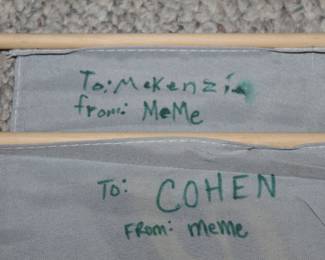 To: McKenzie
from: MeMe
To: COHEN
FROM: meme